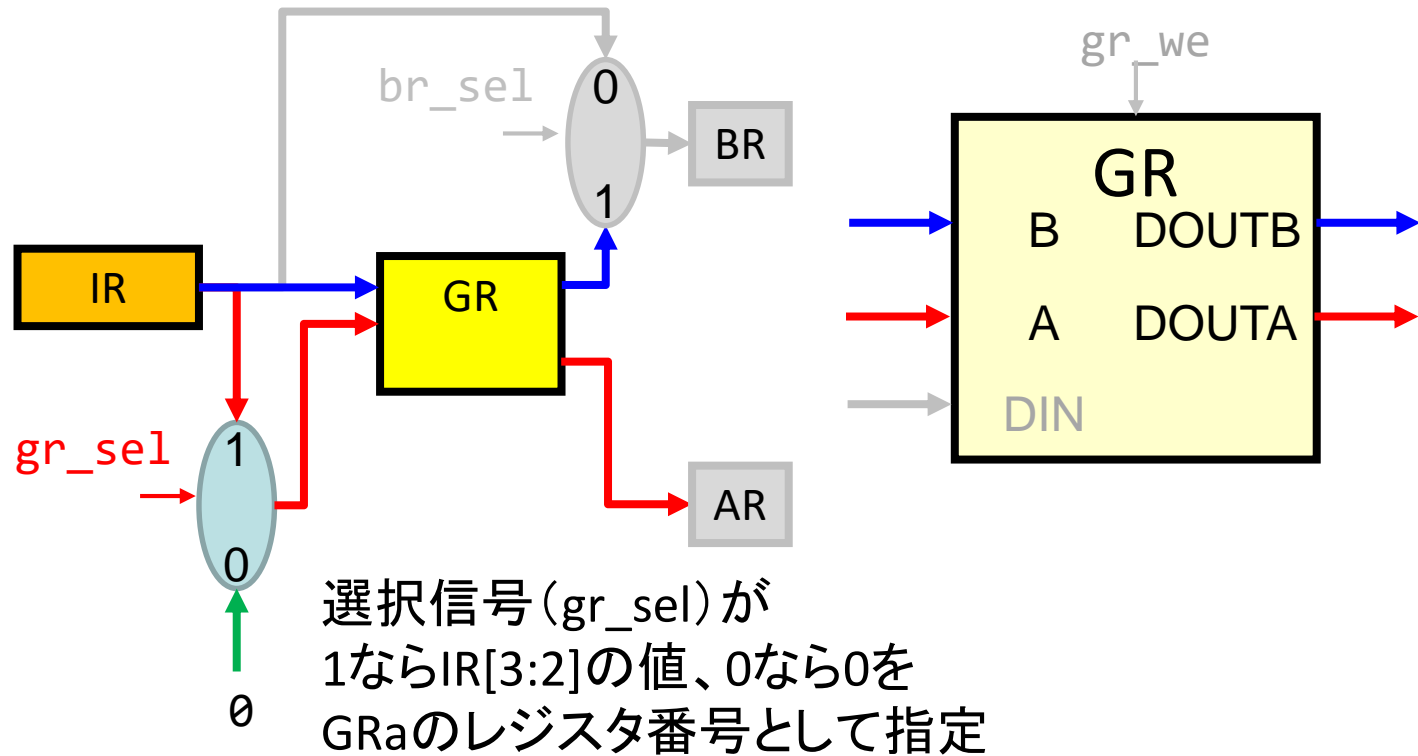 gr_we
br_sel
0
1
BR
GR
B
DOUTB
A
DOUTA
DIN
IR
GR
gr_sel
1
0
AR
0
選択信号（gr_sel）が
1ならIR[3:2]の値、0なら0を
GRaのレジスタ番号として指定